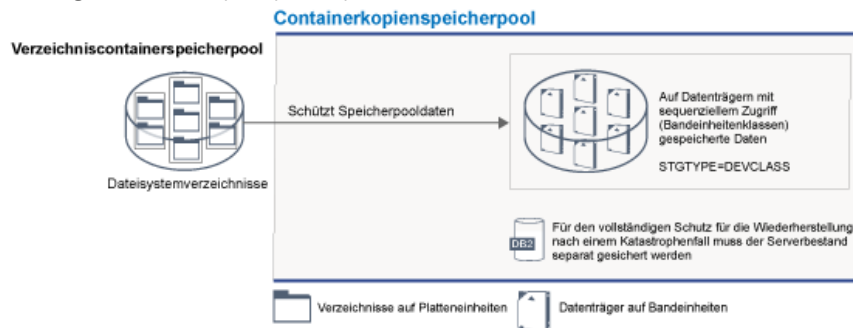 Containerkopienspeicherpool
Verzeichniscontainerspeicherpool
Schützt Speicherpooldaten
Auf Datenträgern mit
sequenziellem Zugriff
(Bandeinheitenklassen)
gespeicherte Daten
STGTYPE=DEVCLASS
Dateisystemverzeichnisse
DB2
Für den vollständigen Schutz für die Wiederherstellung
nach einem Katastrophenfall muss der Serverbestand
separat gesichert werden
Verzeichnisse auf Platteneinheiten
Datenträger auf Bandeinheiten